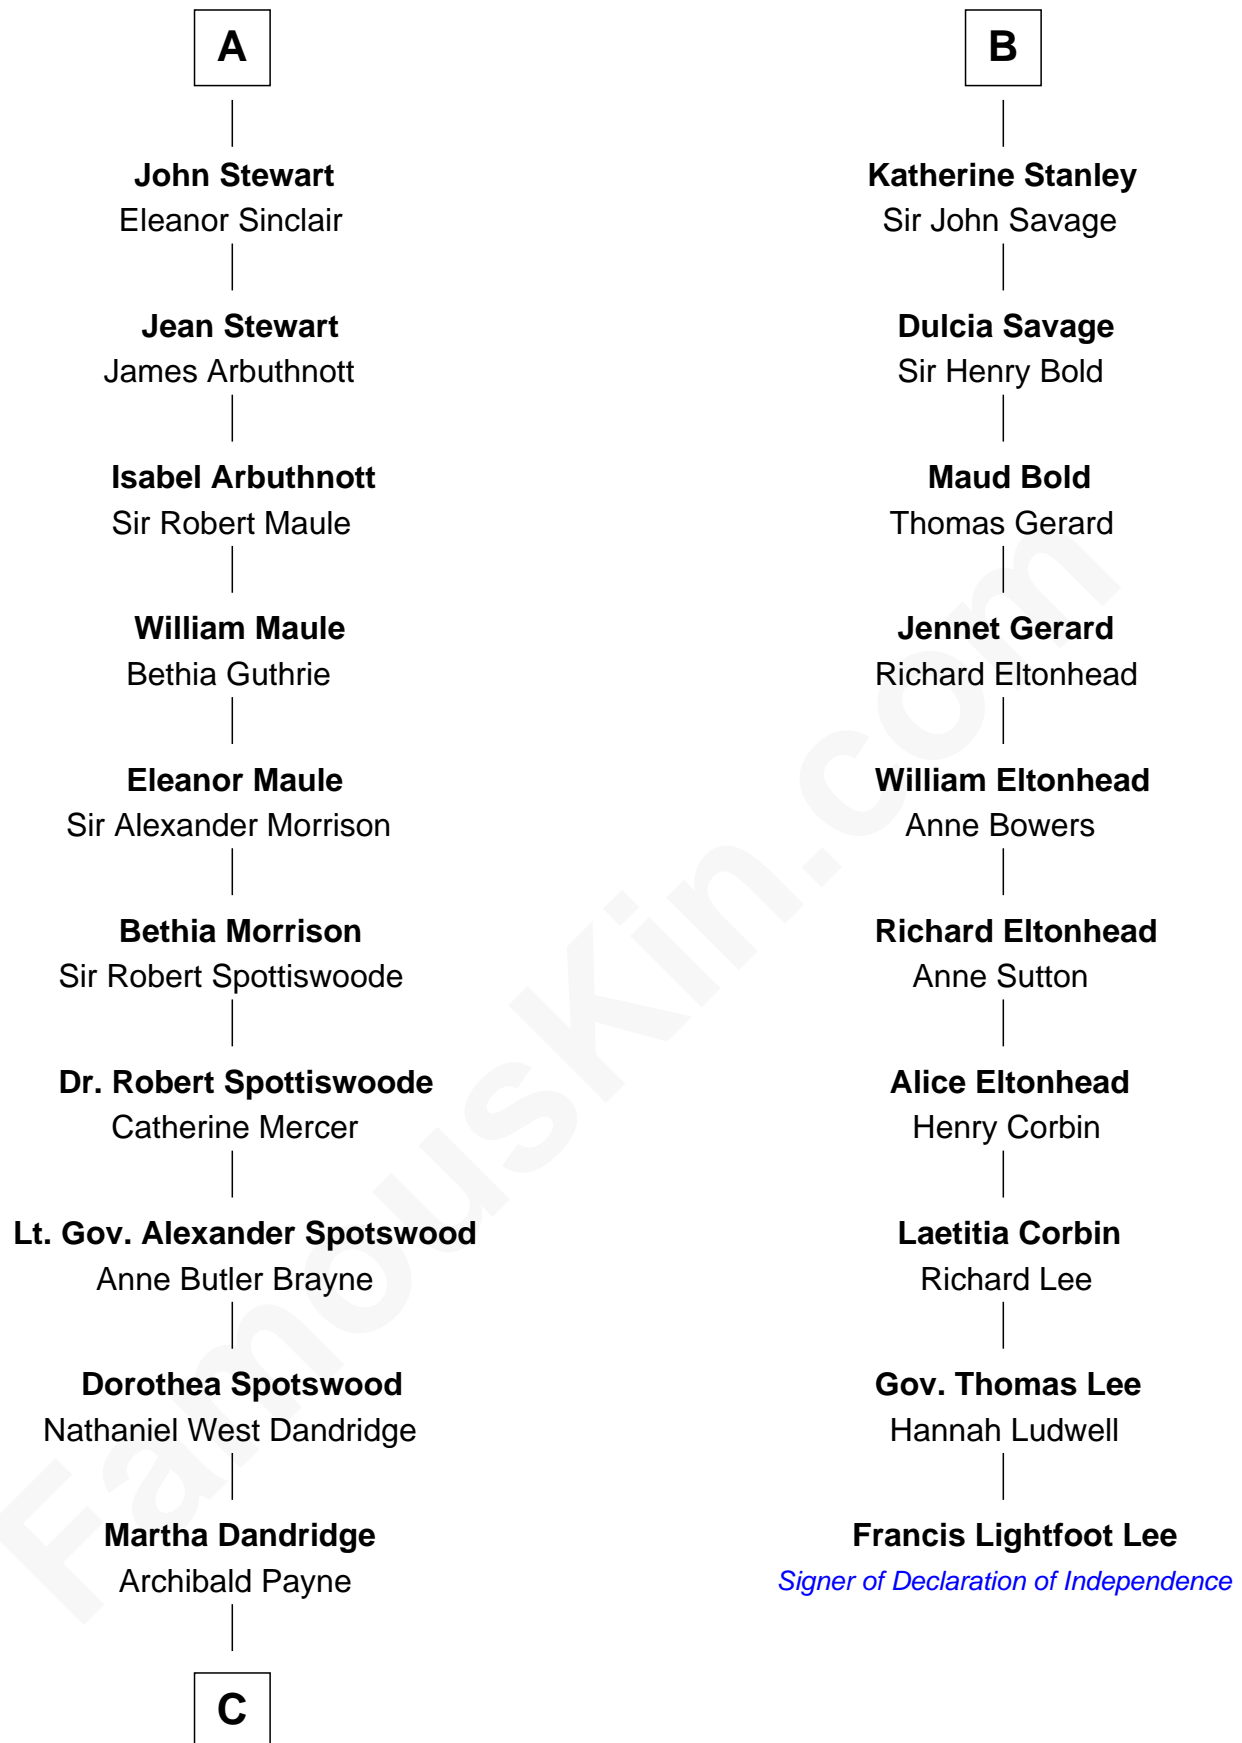 A
John Stewart
Eleanor Sinclair
Jean Stewart
James Arbuthnott
Isabel Arbuthnott
Sir Robert Maule
William Maule
Bethia Guthrie
Eleanor Maule
Sir Alexander Morrison
Bethia Morrison
Sir Robert Spottiswoode
Dr. Robert Spottiswoode
Catherine Mercer
Lt. Gov. Alexander Spotswood
Anne Butler Brayne
Dorothea Spotswood
Nathaniel West Dandridge
Martha Dandridge
Archibald Payne
C
B
Katherine Stanley
Sir John Savage
Dulcia Savage
Sir Henry Bold
Maud Bold
Thomas Gerard
Jennet Gerard
Richard Eltonhead
William Eltonhead
Anne Bowers
Richard Eltonhead
Anne Sutton
Alice Eltonhead
Henry Corbin
Laetitia Corbin
Richard Lee
Gov. Thomas Lee
Hannah Ludwell
Francis Lightfoot Lee
Signer of Declaration of Independence
FamousKin.com